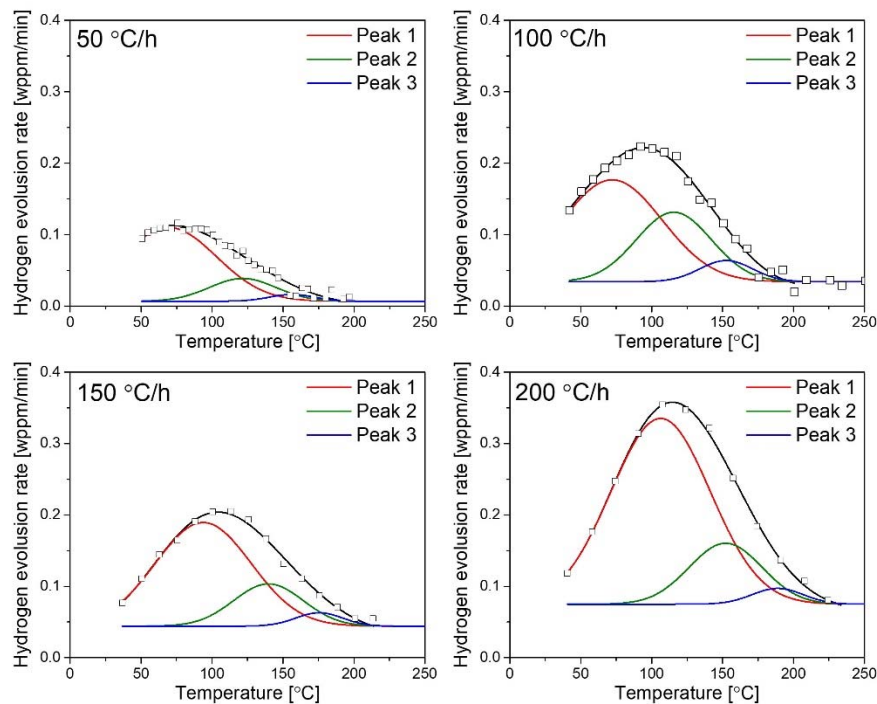 50 °C/h
Peak 1
Peak 2
Peak 3
Hydrogen evolusion rate [wppm/min]
0.4
0.3
0.2
0.1
0.0
0 50 100 150 200 250
Temperature [°C]
100 °C/h
Peak 1
Peak 2
Peak 3
Hydrogen evolusion rate [wppm/min]
0.4
0.3
0.2
0.1
0.0
0 50 100 150 200 250
Temperature [°C]
150 °C/h
Peak 1
Peak 2
Peak 3
Hydrogen evolusion rate [wppm/min]
0.4
0.3
0.2
0.1
0.0
0 50 100 150 200 250
Temperature [°C]
200 °C/h
Peak 1
Peak 2
Peak 3
Hydrogen evolusion rate [wppm/min]
0.4
0.3
0.2
0.1
0.0
0 50 100 150 200 250
Temperature [°C]